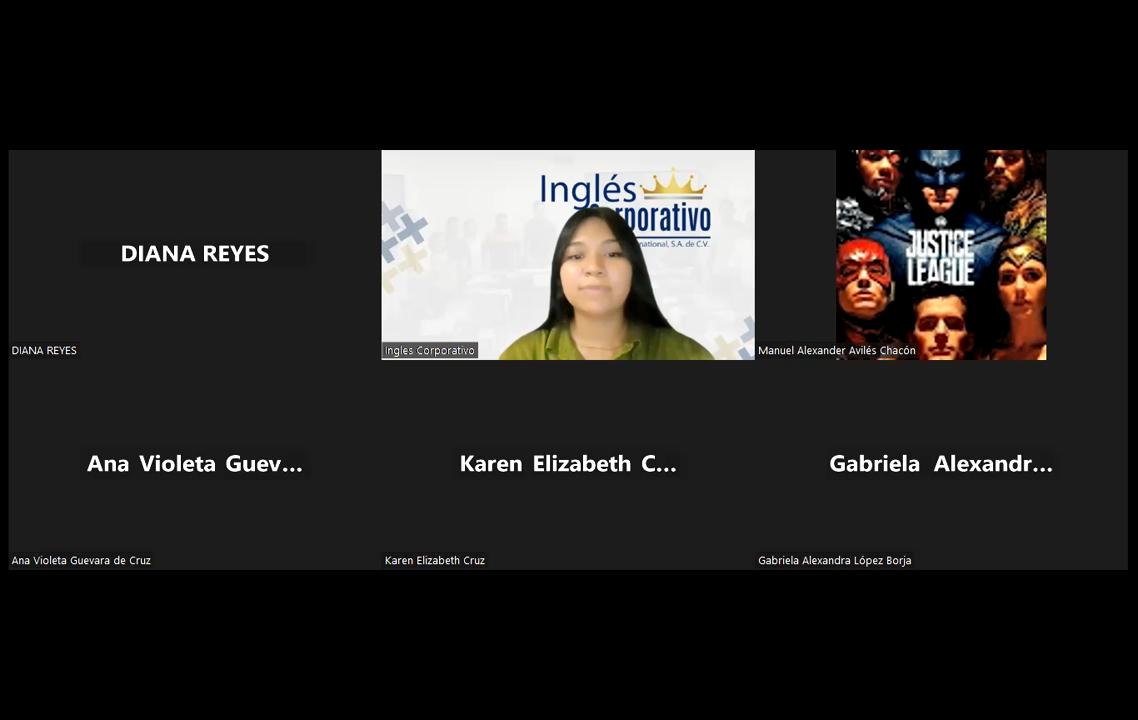 DIANA REYES
DIANA REYES
Inglés
Corporativo
national, S.A. de C.V.
Ingles Corporativo
JUSTICE
LEAGUE
Manuel Alexander Avilés Chacón
Ana Violeta Guev...
Ana Violeta Guevara de Cruz
Karen Elizabeth C...
Karen Elizabeth Cruz
Gabriela Alexandr...
Gabriela Alexandra López Borja